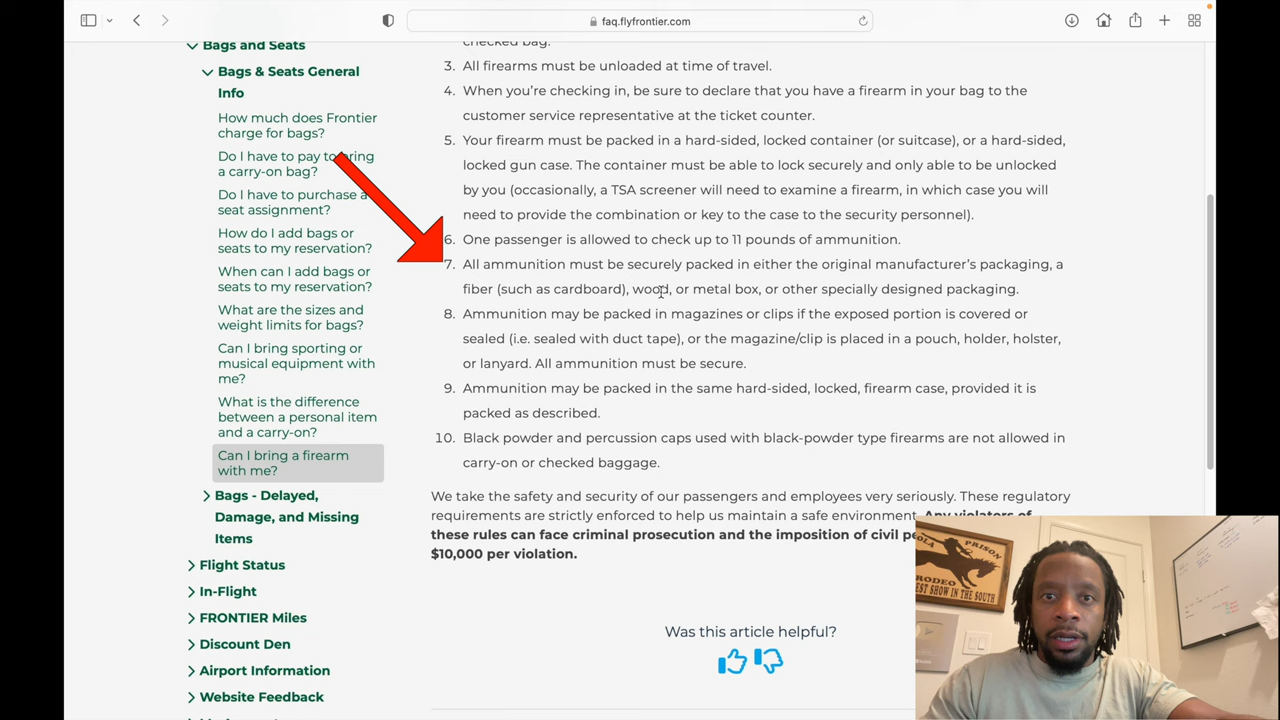 faq.flyfrontier.com
Bags and Seats
Bags & Seats General
Info
How much does Frontier
charge for bags?
Do I have to pay to bring
a carry-on bag?
Do I have to purchase a
seat assignment?
How do I add bags or
seats to my reservation?
When can I add bags or
seats to my reservation?
What are the sizes and
weight limits for bags?
Can I bring sporting or
musical equipment with
me?
What is the difference
between a personal item
and a carry-on?
Can I bring a firearm
with me?
Bags - Delayed,
Damage, and Missing
Items
Flight Status
In-Flight
FRONTIER Miles
Discount Den
Airport Information
Website Feedback
checked bag.
3. All firearms must be unloaded at time of travel.
4. When you’re checking in, be sure to declare that you have a firearm in your bag to the
customer service representative at the ticket counter.
5. Your firearm must be packed in a hard-sided, locked container (or suitcase), or a hard-sided,
locked gun case. The container must be able to lock securely and only able to be unlocked
by you (occasionally, a TSA screener will need to examine a firearm, in which case you will
need to provide the combination or key to the case to the security personnel).
6. One passenger is allowed to check up to 11 pounds of ammunition.
7. All ammunition must be securely packed in either the original manufacturer’s packaging, a
fiber (such as cardboard), wood, or metal box, or other specially designed packaging.
8. Ammunition may be packed in magazines or clips if the exposed portion is covered or
sealed (i.e. sealed with duct tape), or the magazine/clip is placed in a pouch, holder, holster,
or lanyard. All ammunition must be secure.
9. Ammunition may be packed in the same hard-sided, locked, firearm case, provided it is
packed as described.
10. Black powder and percussion caps used with black-powder type firearms are not allowed in
carry-on or checked baggage.
We take the safety and security of our passengers and employees very seriously. These regulatory
requirements are strictly enforced to help us maintain a safe environment. Any violators of
these rules can face criminal prosecution and the imposition of civil
$10,000 per violation.
Was this article helpful?
PRISON
RODEO
SHOW IN THE SOUTH